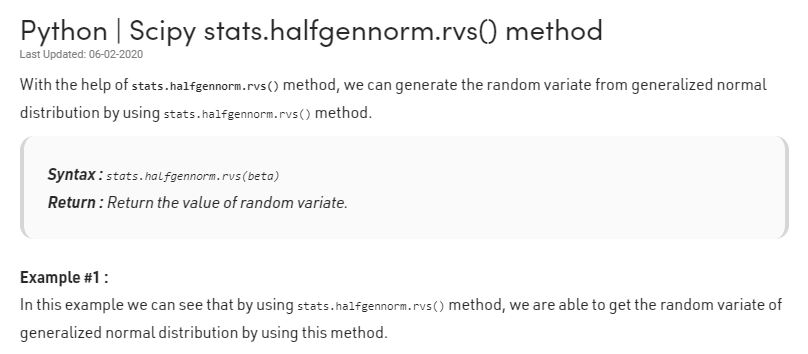 Python | Scipy stats.halfgennorm.rvs() method
Last Updated: 06-02-2020
With the help of stats.halfgennorm.rvs() method, we can generate the random variate from generalized normal
distribution by using stats.halfgennorm.rvs() method.
Syntax : stats.halfgennorm.rvs(beta)
Return : Return the value of random variate.
Example #1 :
In this example we can see that by using stats.halfgennorm.rvs() method, we are able to get the random variate of
generalized normal distribution by using this method.